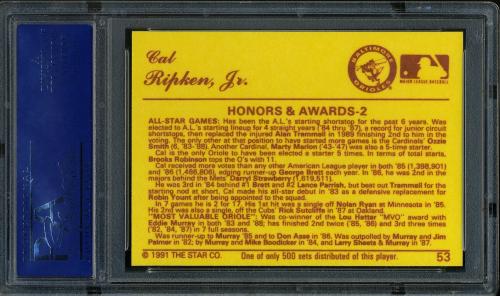 Cal
Ripken, Jr.
BALTIMORE
ORIOLES
MAJOR LEAGUE BASEBALL
HONORS & AWARDS-2
ALL-STAR GAMES: Has been the A.L.'s starting shortstop for the past 6 years. Was
elected to A.L.'s starting lineup for 4 straight years ('84 thru '87), a record for junior circuit
shortstops, then replaced the injured Alan Trammell in 1989 finished 2nd to him in the
voting. The only other at this position to have started more games is the Cardinals' Ozzie
Smith (6, '83-'88). Another Cardinal, Marty Marion ('43-'47) was also a 5-time starter.
Cal is the only Oriole to have been elected a starter 5 times. In terms of total starts,
Brooks Robinson tops the O's with 11.
Cal received more votes than any other American League player in both '85 (1,398,901)
and '86 (1,486,806), edging runner-up George Brett each year. In '86, he was 2nd in the
majors behind the Mets' Darryl Strawberry (1,619,511).
He was 3rd in '84 behind #1 Brett and #2 Lance Parrish, but beat out Trammell for the
starting not at short. Cal made his all-star debut in '83 as a defensive replacement for
Robin Yount after being dropped to the Minors.
In 7 games he is 2 for 17. His 1st hit was a single off Nolan Ryan at Minnesota in '85.
His 2nd was also a single, off the Cubs' Rick Sutcliffe in '87 at Oakland.
"MOST VALUABLE ORIOLE": Was co-winner of the Lou Hatter "MVO" award with
Eddie Murray in both '83, has finished 2nd twice ('85, '86) and 3rd three times
('82, '84, '87) in 7 full seasons.
Was runner-up to Murray in '85 and to Don Aase in '86. Was outpolled by Murray and Jim
Palmer in '82; by Murray and Mike Boddicker in '84, and Larry Sheets & Murray in '87.
© 1991 THE STAR CO.
One of only 500 sets distributed of this player.
53